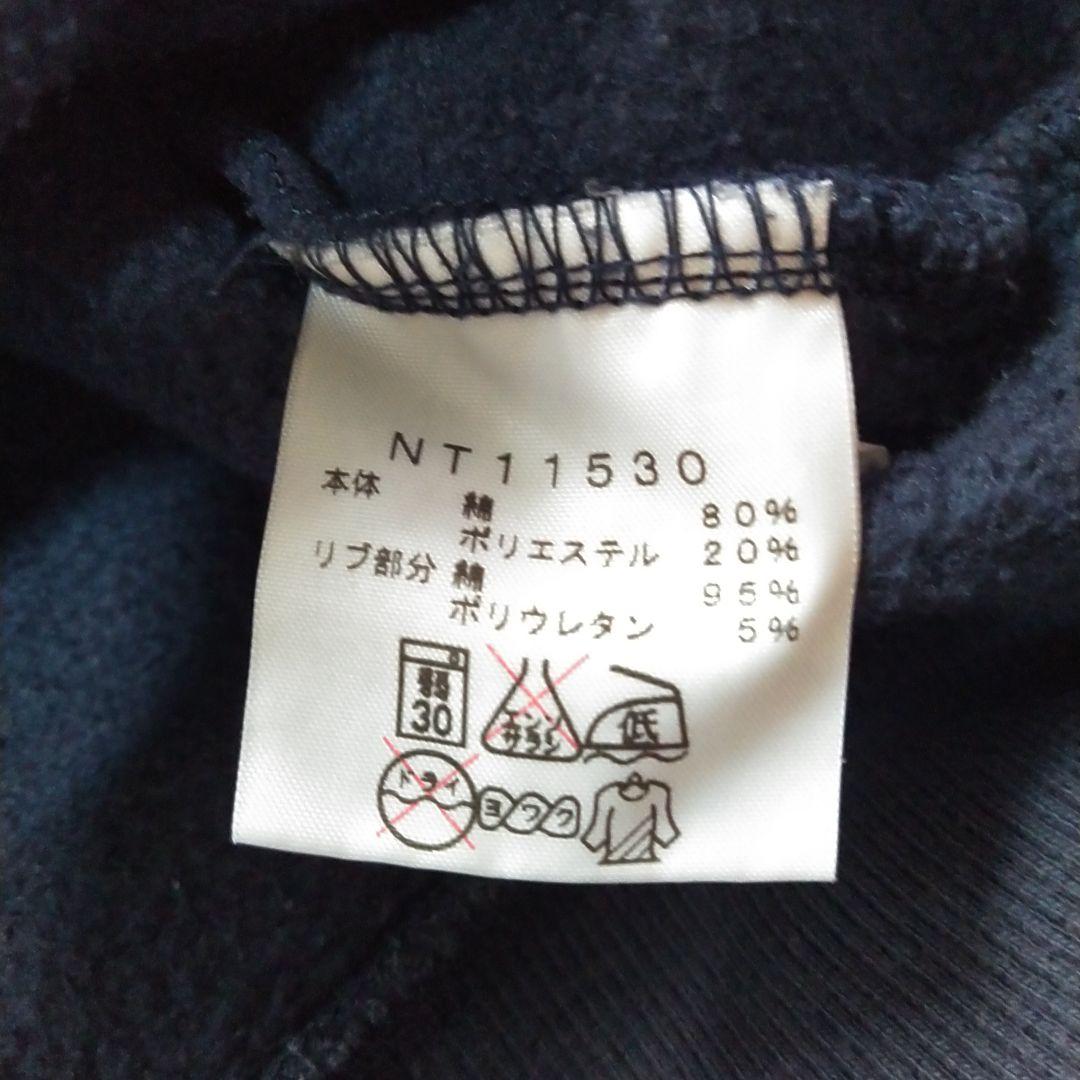 NT11530
本体
綿 80%
ポリエステル 20%
リブ部分 綿 95%
ポリウレタン 5%
30
エンソ
サラシ
低
ドライ
ヨワク